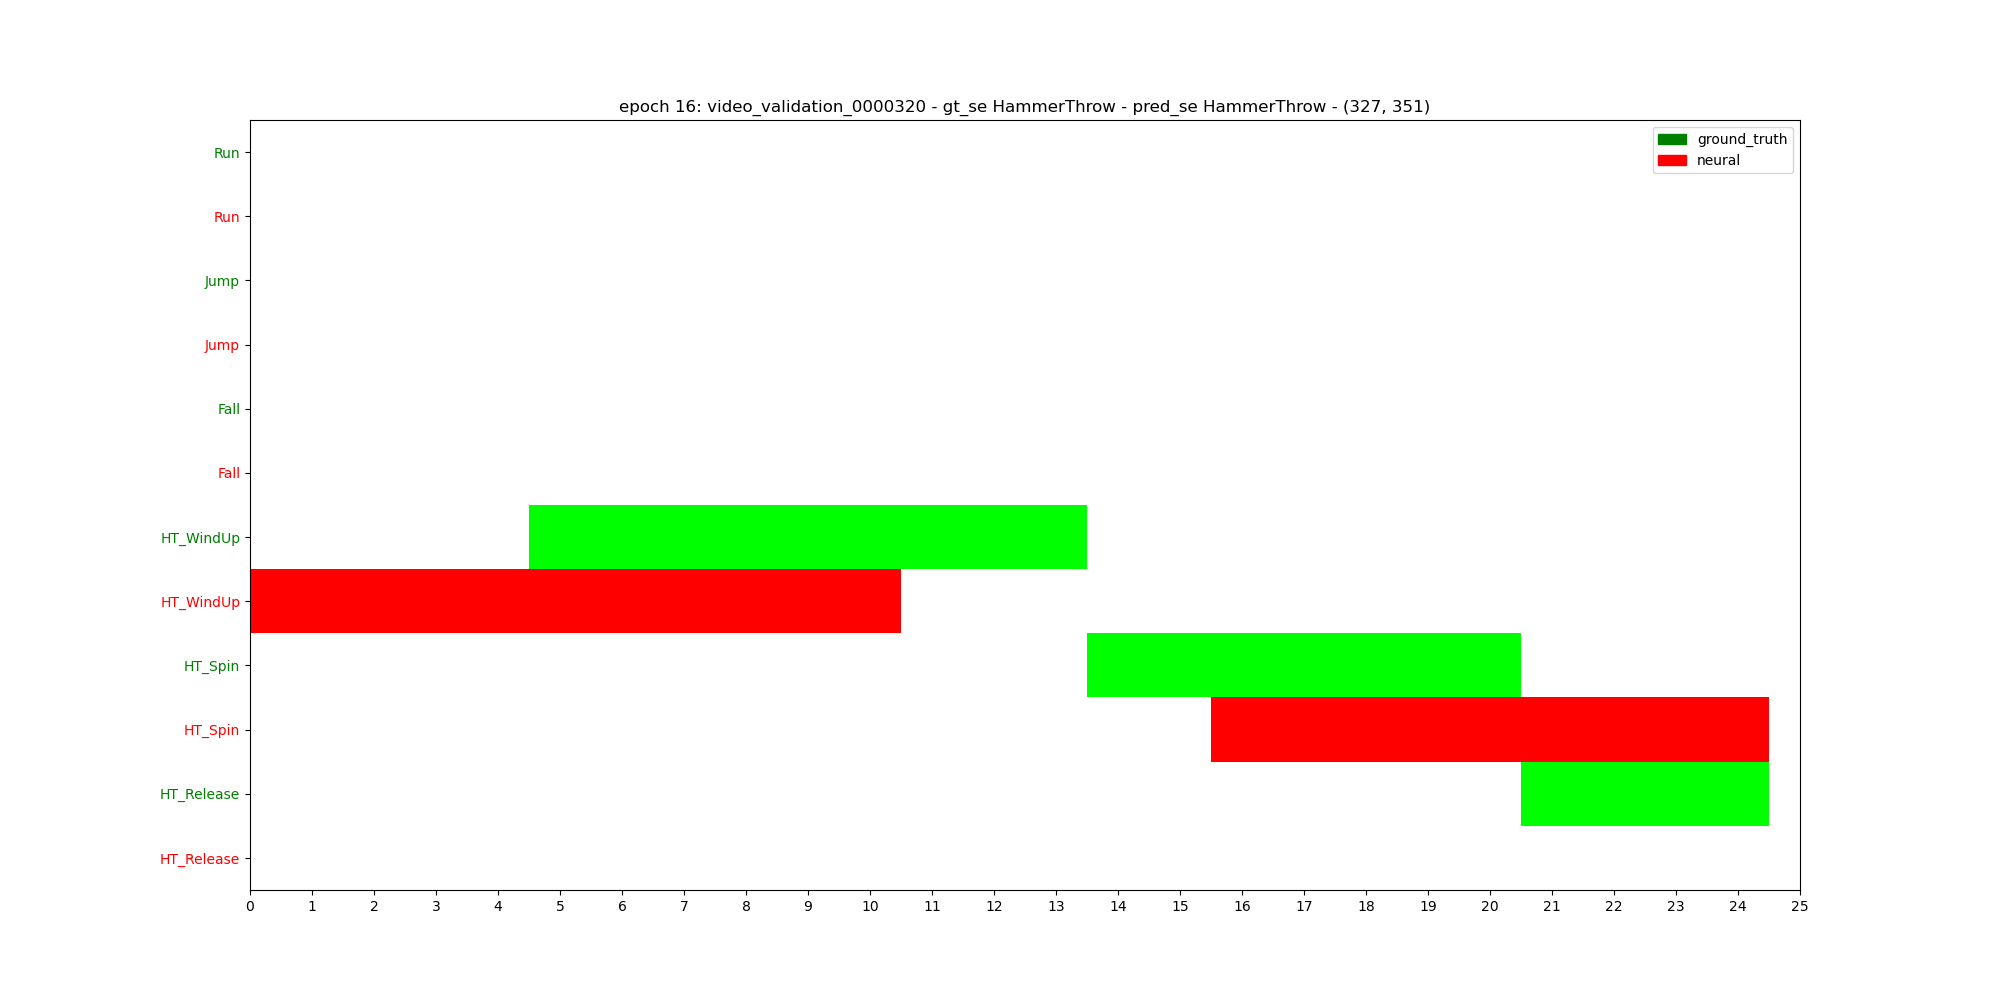 epoch 16: video_validation_0000320 - gt_se HammerThrow - pred_se HammerThrow - (327, 351)
ground_truth
neural
Run
Run
Jump
Jump
Fall
Fall
HT_WindUp
HT_WindUp
HT_Spin
HT_Spin
HT_Release
HT_Release
0 1 2 3 4 5 6 7 8 9 10 11 12 13 14 15 16 17 18 19 20 21 22 23 24 25